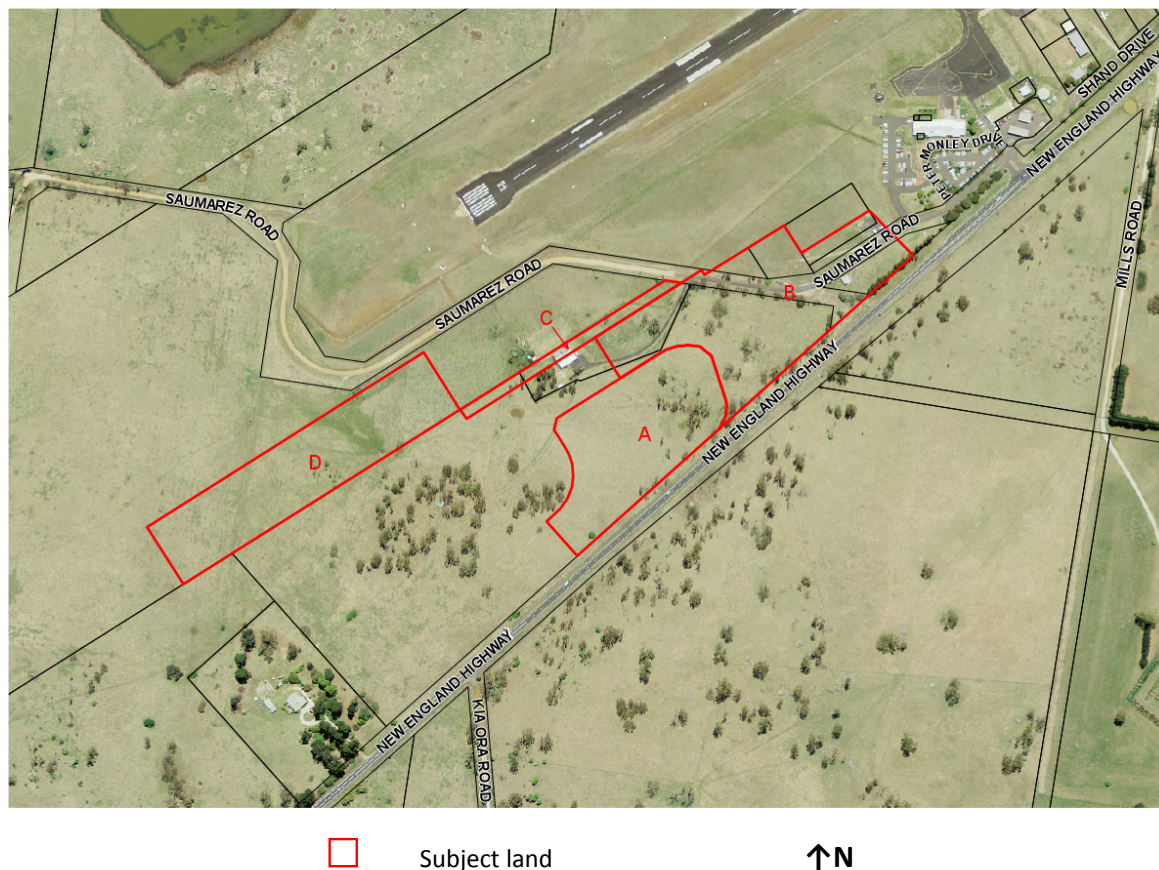 SHAND DRIVE
NEW ENGLAND HIGHWAY
PETER MONLEY DRIVE
MILLS ROAD
SAUMAREZ ROAD
SAUMAREZ ROAD
SAUMAREZ ROAD
B
C
NEW ENGLAND HIGHWAY
A
D
NEW ENGLAND HIGHWAY
KIA ORA ROAD
Subject land
↑N